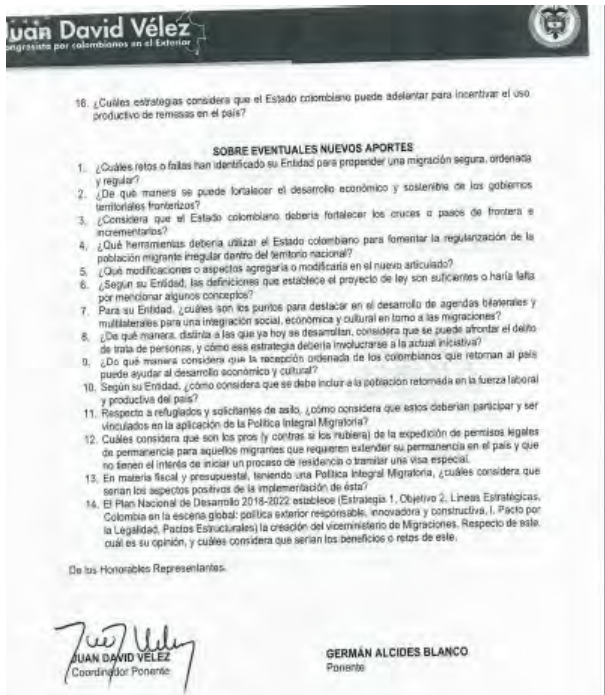 Juan David Vélez
Congresista por colombianos en el Exterior
16. ¿Cuáles estrategias considera que el Estado colombiano puede adelantar para incentivar el uso
productivo de remesas en el país?
SOBRE EVENTUALES NUEVOS APORTES
1. ¿Cuáles retos o fallas han identificado su Entidad para propender una migración segura, ordenada
y regular?
2. ¿De qué manera se puede fortalecer el desarrollo económico y sostenible de los gobiernos
territoriales fronterizos?
3. ¿Considera que el Estado colombiano debería fortalecer los cruces o pasos de frontera e
incrementarlos?
4. ¿Qué herramientas debería utilizar el Estado colombiano para fomentar la regularización de la
población migrante irregular dentro del territorio nacional?
5. ¿Qué modificaciones o aspectos agregaría o modificaría en el nuevo articulado?
6. ¿Según su Entidad, las definiciones que establece el proyecto de ley son suficientes o haría falta
por mencionar algunos conceptos?
7. Para su Entidad, ¿cuáles son los puntos para destacar en el desarrollo de agendas bilaterales y
multilaterales para una integración social, económica y cultural en torno a las migraciones?
8. ¿De qué manera, distinta a las que ya hoy se desarrollan, considera que se puede afrontar el delito
de trata de personas, y cómo esa estrategia debería involucrarse a la actual iniciativa?
9. ¿De qué manera considera que la recepción ordenada de los colombianos que retornan al país
puede ayudar al desarrollo económico y cultural?
10. Según su Entidad, ¿cómo considera que se debe incluir a la población retornada en la fuerza laboral
y productiva del país?
11. Respecto a refugiados y solicitantes de asilo, ¿cómo considera que estos deberían participar y ser
vinculados en la aplicación de la Política Integral Migratoria?
12. Cuáles considera que son los pros (y contras si los hubiera) de la expedición de permisos legales
de permanencia para aquellos migrantes que requieren extender su permanencia en el país y que
no tienen el interés de iniciar un proceso de residencia o tramitar una visa especial.
13. En materia fiscal y presupuestal, teniendo una Política Integral Migratoria, ¿cuáles considera que
serían los aspectos positivos de la implementación de ésta?
14. El Plan Nacional de Desarrollo 2018-2022 establece (Estrategia 1, Objetivo 2, Líneas Estratégicas,
Colombia en la escena global: política exterior responsable, innovadora y constructiva, I. Pacto por
la Legalidad, Pactos Estructurales) la creación del viceministerio de Migraciones. Respecto de este,
cuál es su opinión, y cuáles considera que serían los beneficios o retos de este.
De los Honorables Representantes.
JUAN DAVID VÉLEZ
Coordinador Ponente
GERMÁN ALCIDES BLANCO
Ponente